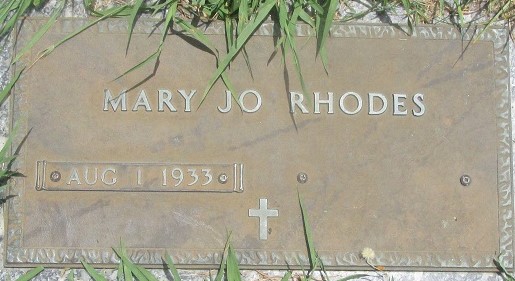 MARY JO RHODES
AUG 1 1933